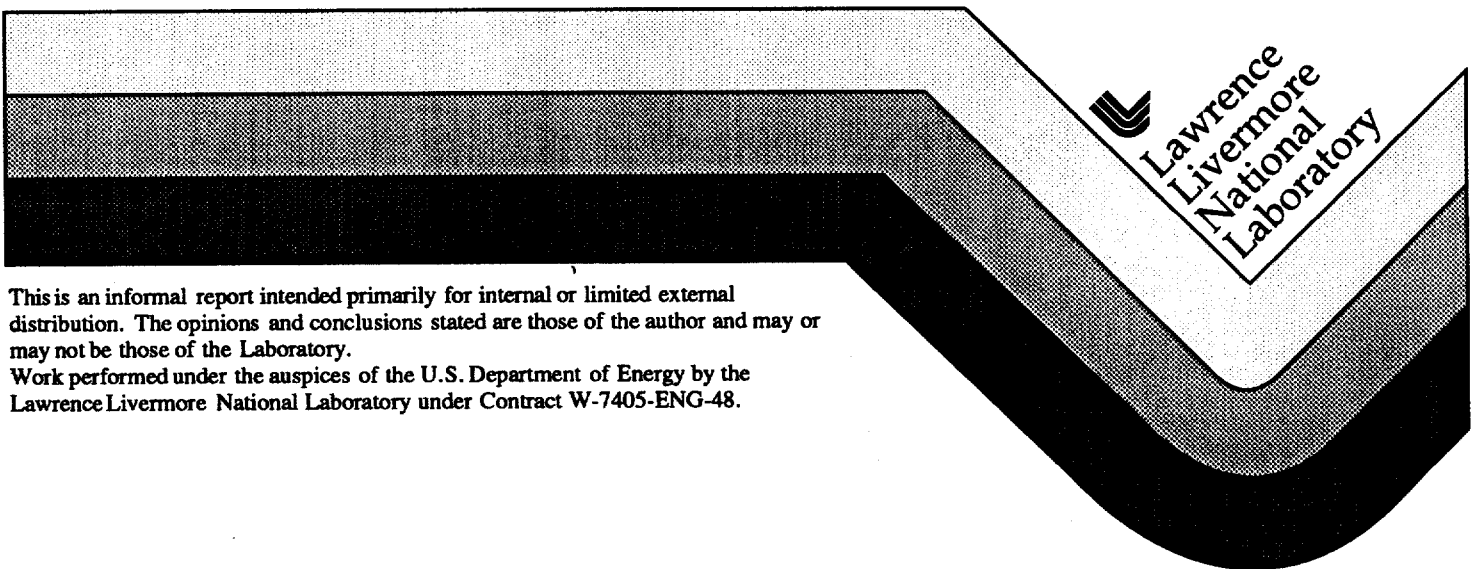 Lawrence
Livermore
National
Laboratory
This is an informal report intended primarily for internal or limited external
distribution. The opinions and conclusions stated are those of the author and may or
may not be those of the Laboratory.
Work performed under the auspices of the U.S. Department of Energy by the
Lawrence Livermore National Laboratory under Contract W-7405-ENG-48.